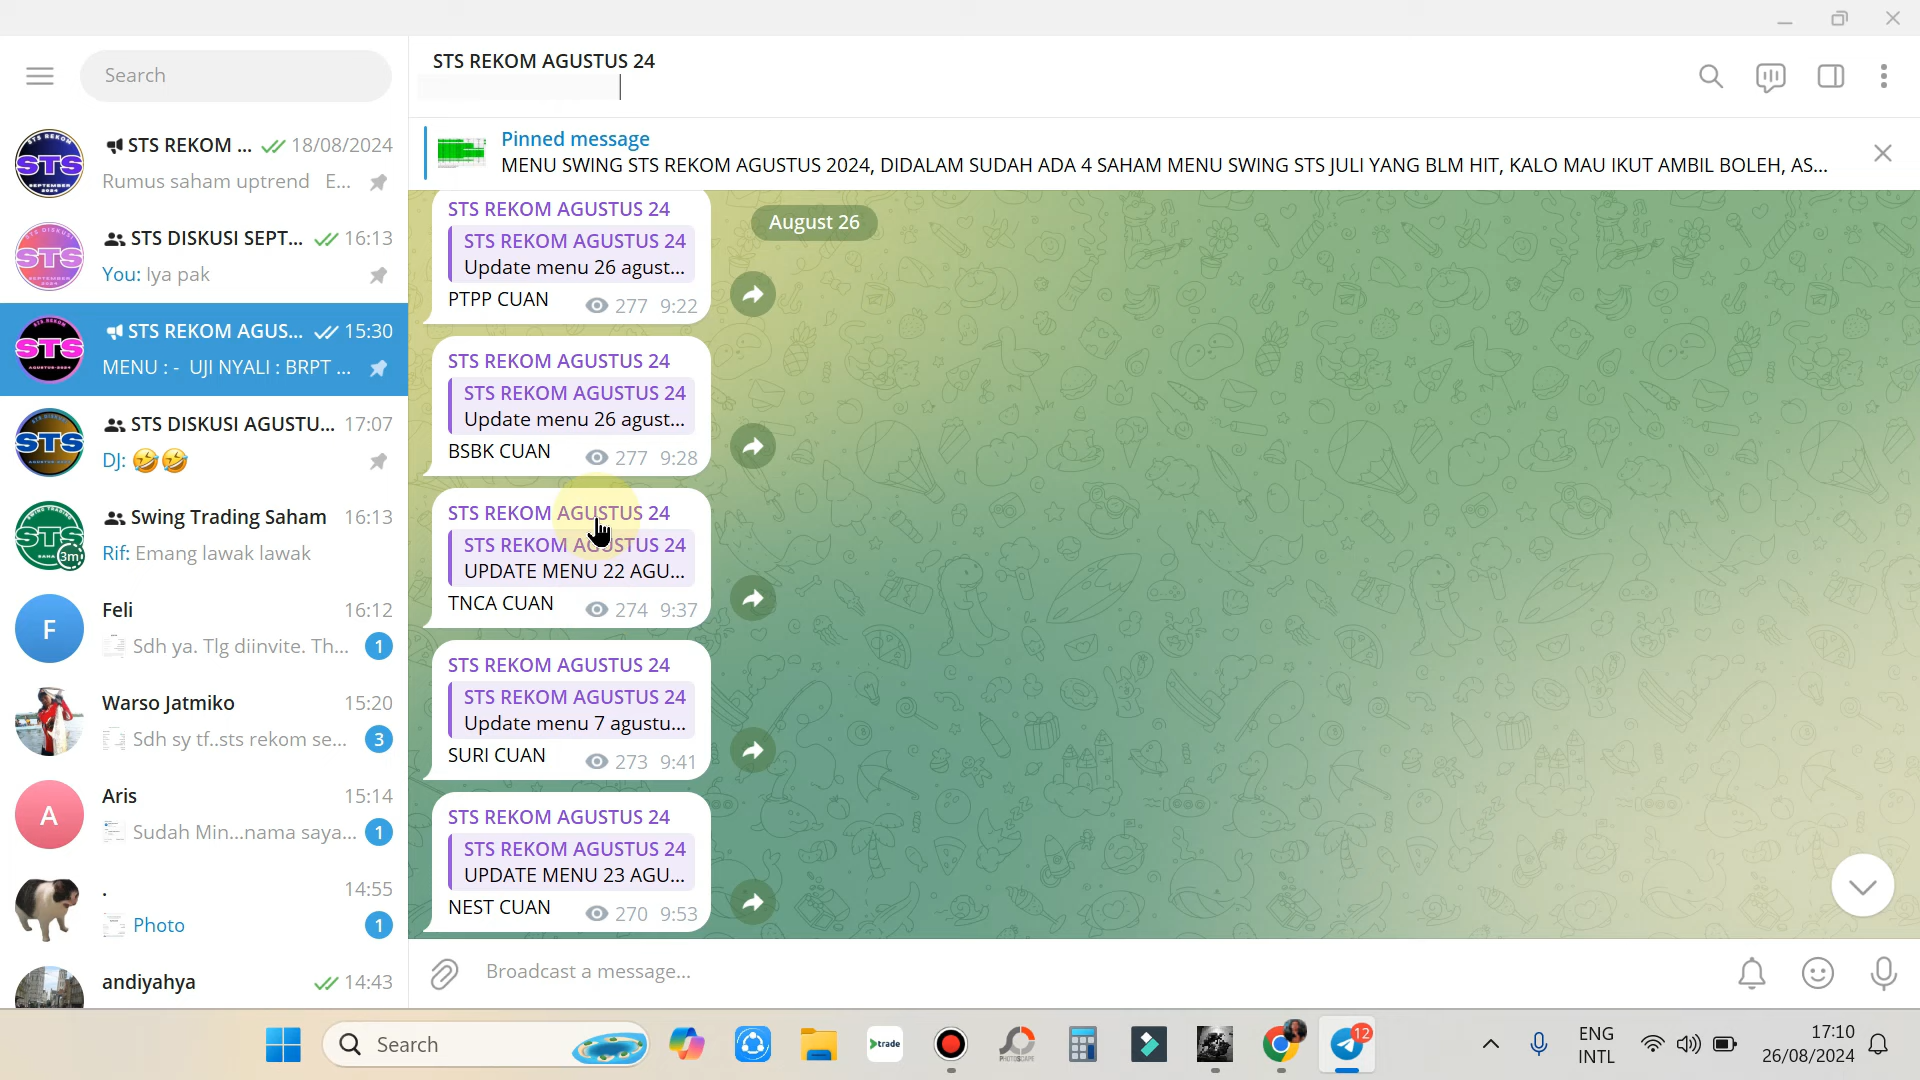 Search
STS REKOM ... 18/08/2024
Rumus saham uptrend E...
STS DISKUSI SEPT... 16:13
You: Iya pak
STS REKOM AGUS... 15:30
MENU : - UJI NYALI : BRPT ...
STS DISKUSI AGUSTU... 17:07
DJ: 🤣🤣
Swing Trading Saham 16:13
3m
Rif: Emang lawak lawak
F
Feli 16:12
Sdh ya. Tlg diinvite. Th... 1
Warso Jatmiko 15:20
Sdh sy tf..sts rekom se... 3
A
Aris 15:14
Sudah Min...nama saya... 1
. 14:55
Photo 1
andiyahya 14:43
STS REKOM AGUSTUS 24
Pinned message
MENU SWING STS REKOM AGUSTUS 2024, DIDALAM SUDAH ADA 4 SAHAM MENU SWING STS JULI YANG BLM HIT, KALO MAU IKUT AMBIL BOLEH, AS...
August 26
STS REKOM AGUSTUS 24
STS REKOM AGUSTUS 24
Update menu 26 agust...
PTPP CUAN 277 9:22
STS REKOM AGUSTUS 24
STS REKOM AGUSTUS 24
Update menu 26 agust...
BSBK CUAN 277 9:28
STS REKOM AGUSTUS 24
STS REKOM AGUSTUS 24
UPDATE MENU 22 AGU...
TNCA CUAN 274 9:37
STS REKOM AGUSTUS 24
STS REKOM AGUSTUS 24
Update menu 7 agustu...
SURI CUAN 273 9:41
STS REKOM AGUSTUS 24
STS REKOM AGUSTUS 24
UPDATE MENU 23 AGU...
NEST CUAN 270 9:53
Broadcast a message...
Search
trade
PHOTOSCAPE
12
ENG
INTL
17:10
26/08/2024